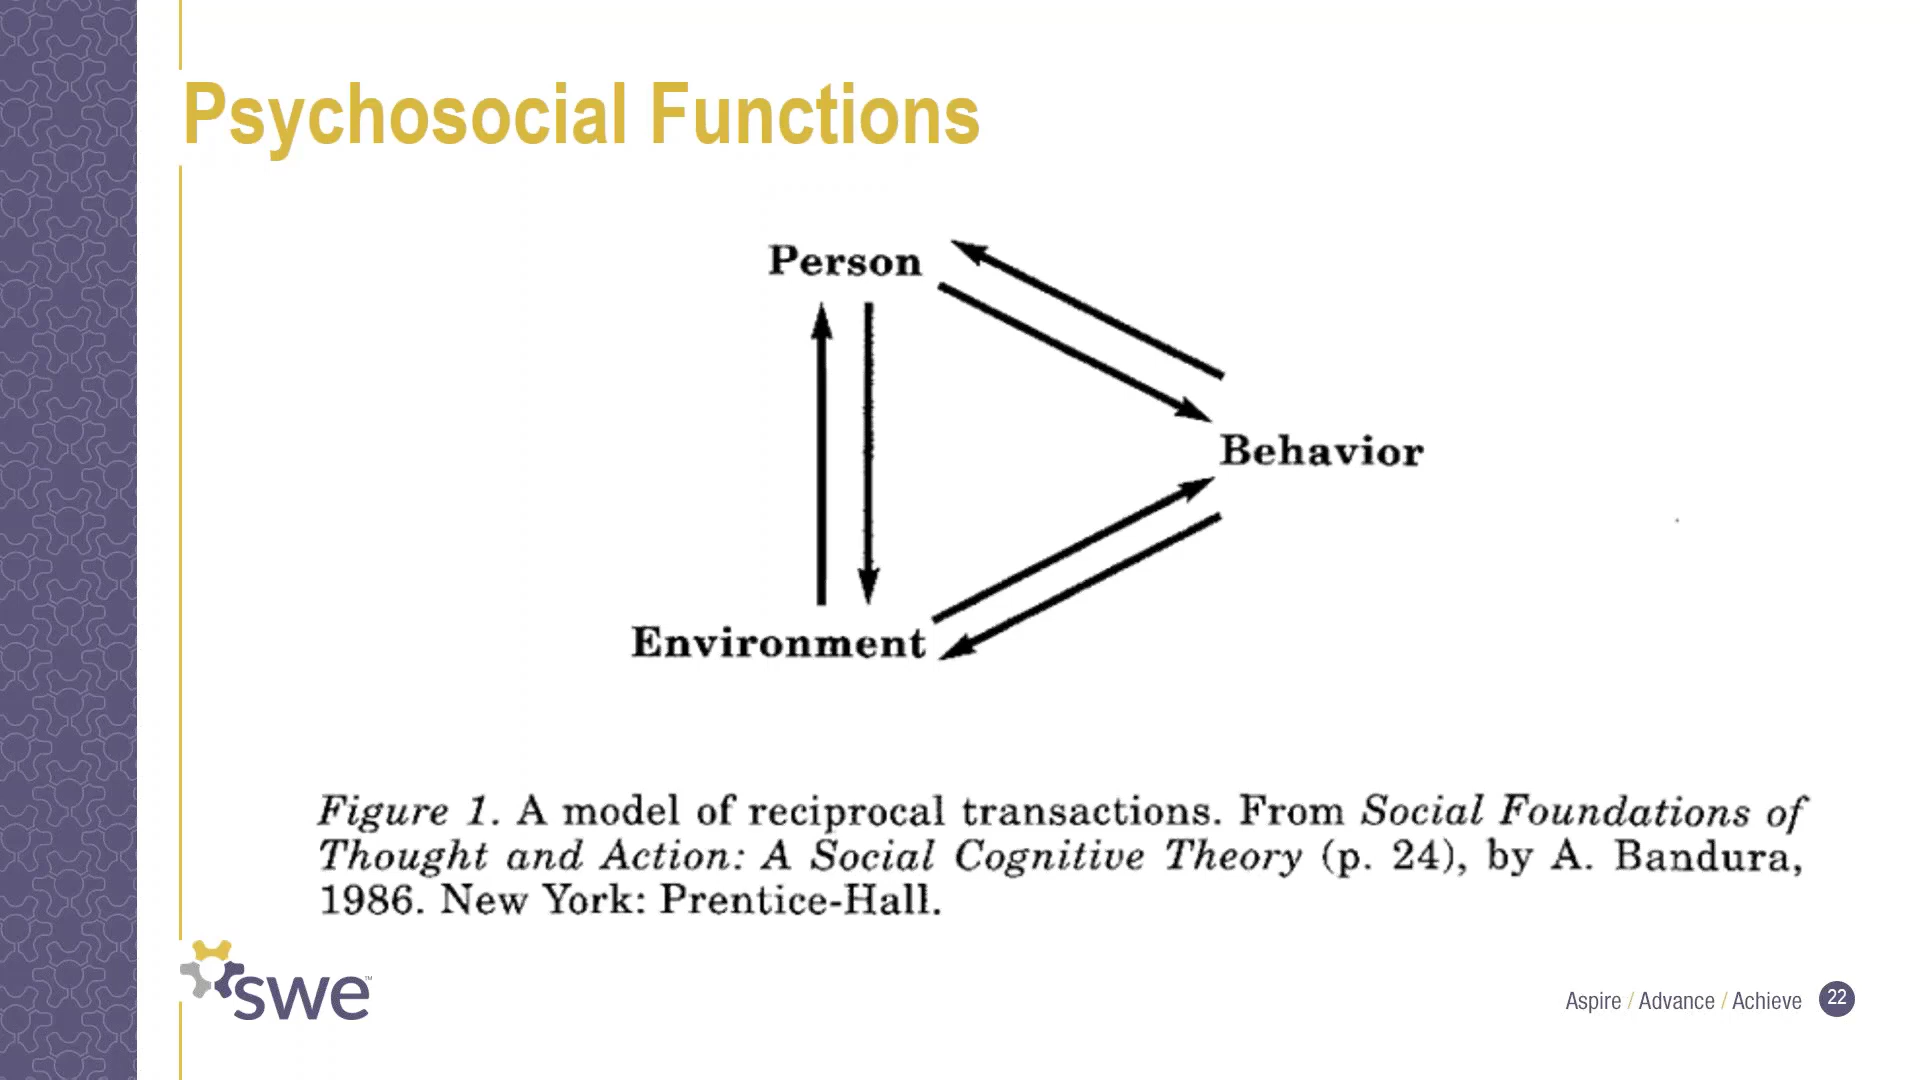 Psychosocial Functions
Person
Behavior
Environment
Figure 1. A model of reciprocal transactions. From Social Foundations of
Thought and Action: A Social Cognitive Theory (p. 24), by A. Bandura,
1986. New York: Prentice-Hall.
swe™
Aspire / Advance / Achieve 22